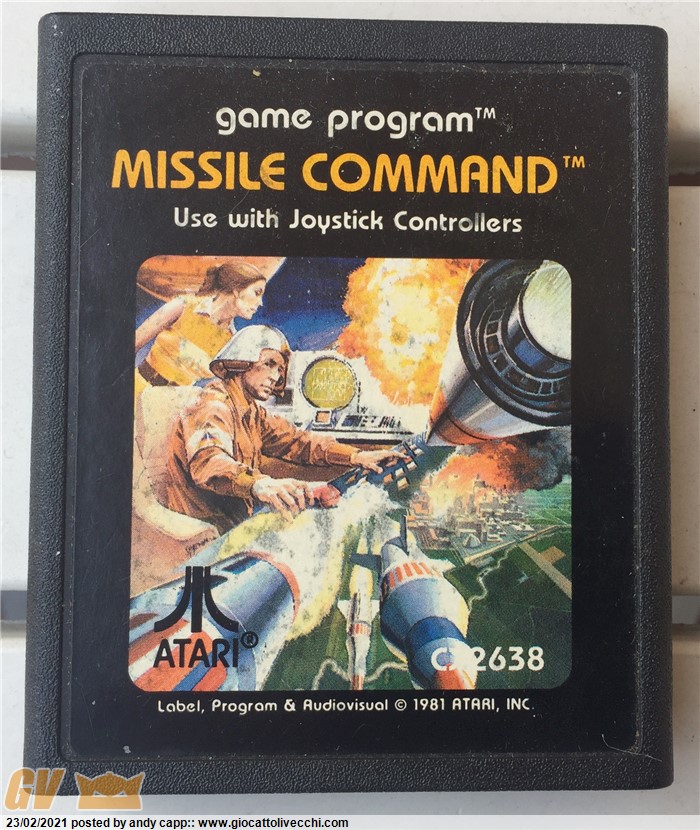 game program™
MISSILE COMMAND™
Use with Joystick Controllers
ATARI®
CX2638
Label, Program & Audiovisual © 1981 ATARI, INC.
GV
23/02/2021 posted by andy capp:: www.giocattolivecchi.com